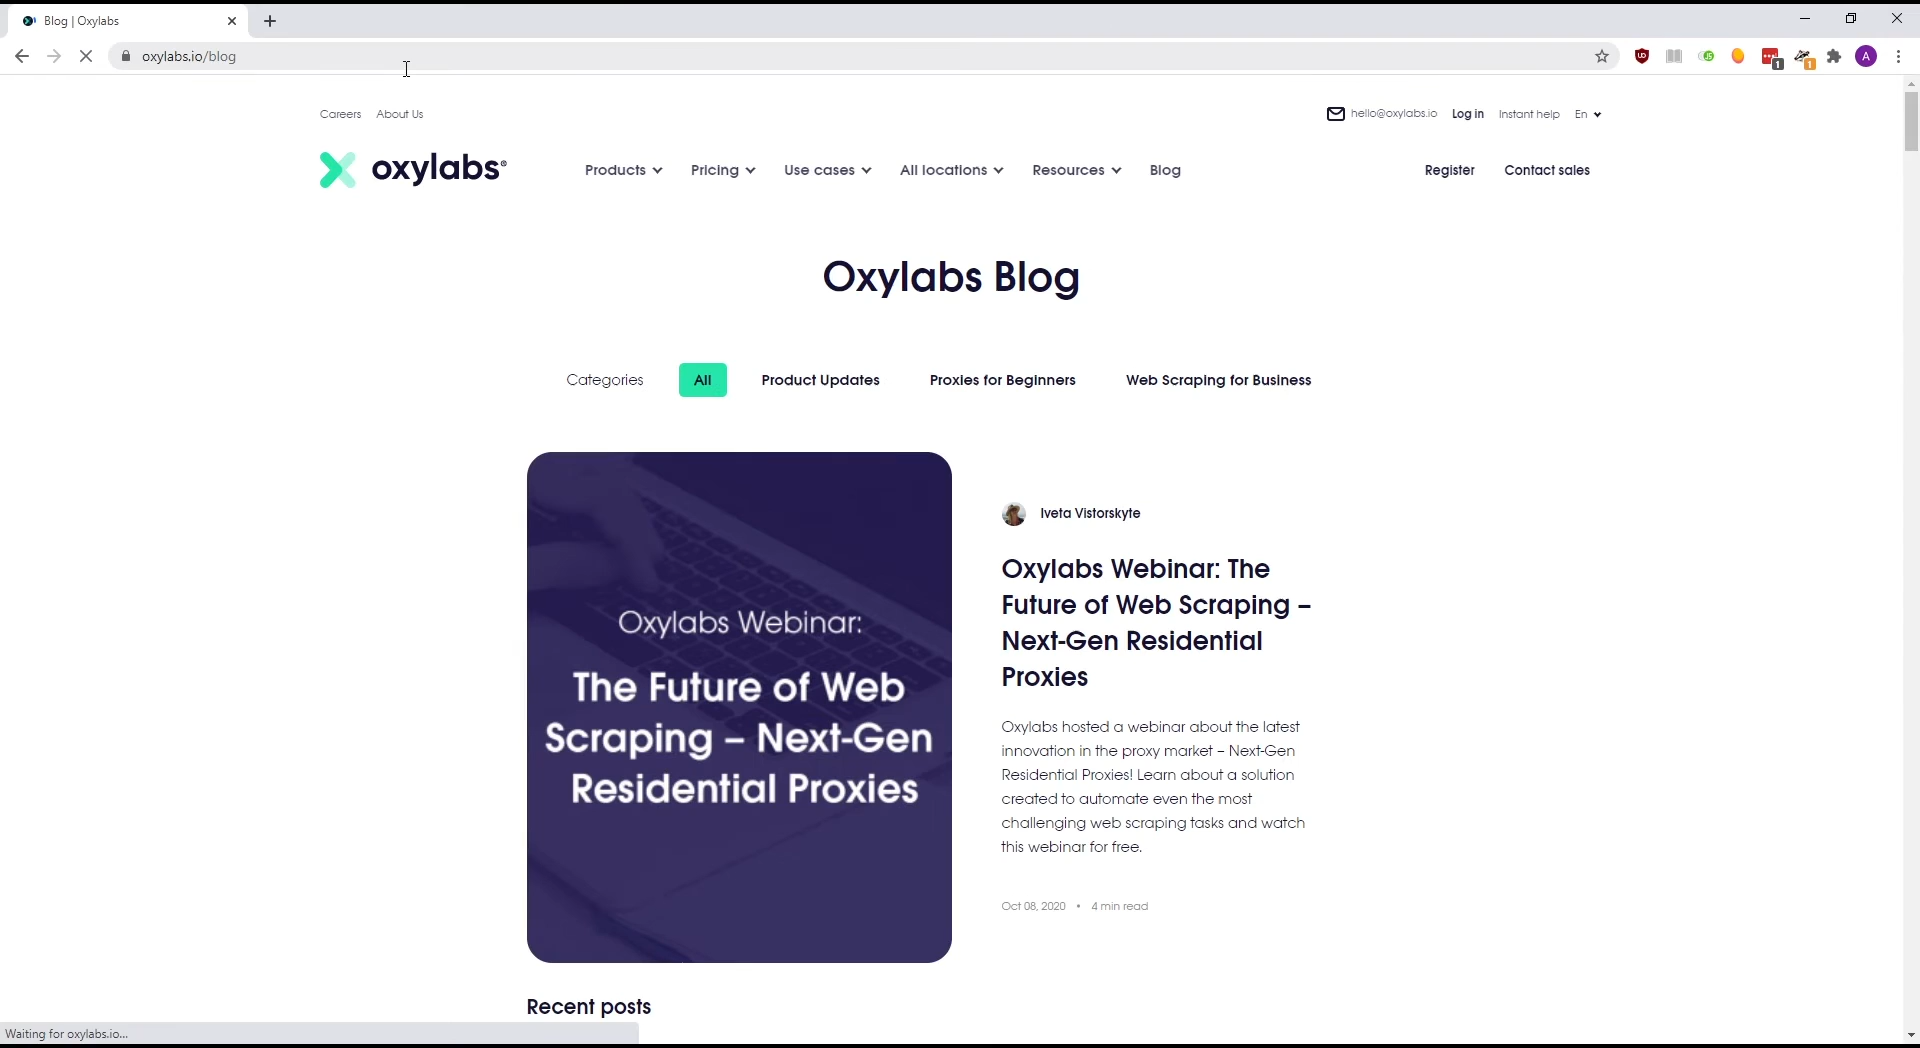 Blog | Oxylabs
oxylabs.io/blog
1
1
A
Careers About Us
hello@oxylabs.io Log in Instant help En
oxylabs®
Products Pricing Use cases All locations Resources Blog
Register Contact sales
Oxylabs Blog
Categories All Product Updates Proxies for Beginners Web Scraping for Business
Oxylabs Webinar:
The Future of Web
Scraping – Next-Gen
Residential Proxies
Iveta Vistorskyte
Oxylabs Webinar: The
Future of Web Scraping –
Next-Gen Residential
Proxies
Oxylabs hosted a webinar about the latest
innovation in the proxy market – Next-Gen
Residential Proxies! Learn about a solution
created to automate even the most
challenging web scraping tasks and watch
this webinar for free.
Oct 08, 2020 • 4 min read
Recent posts
Waiting for oxylabs.io...